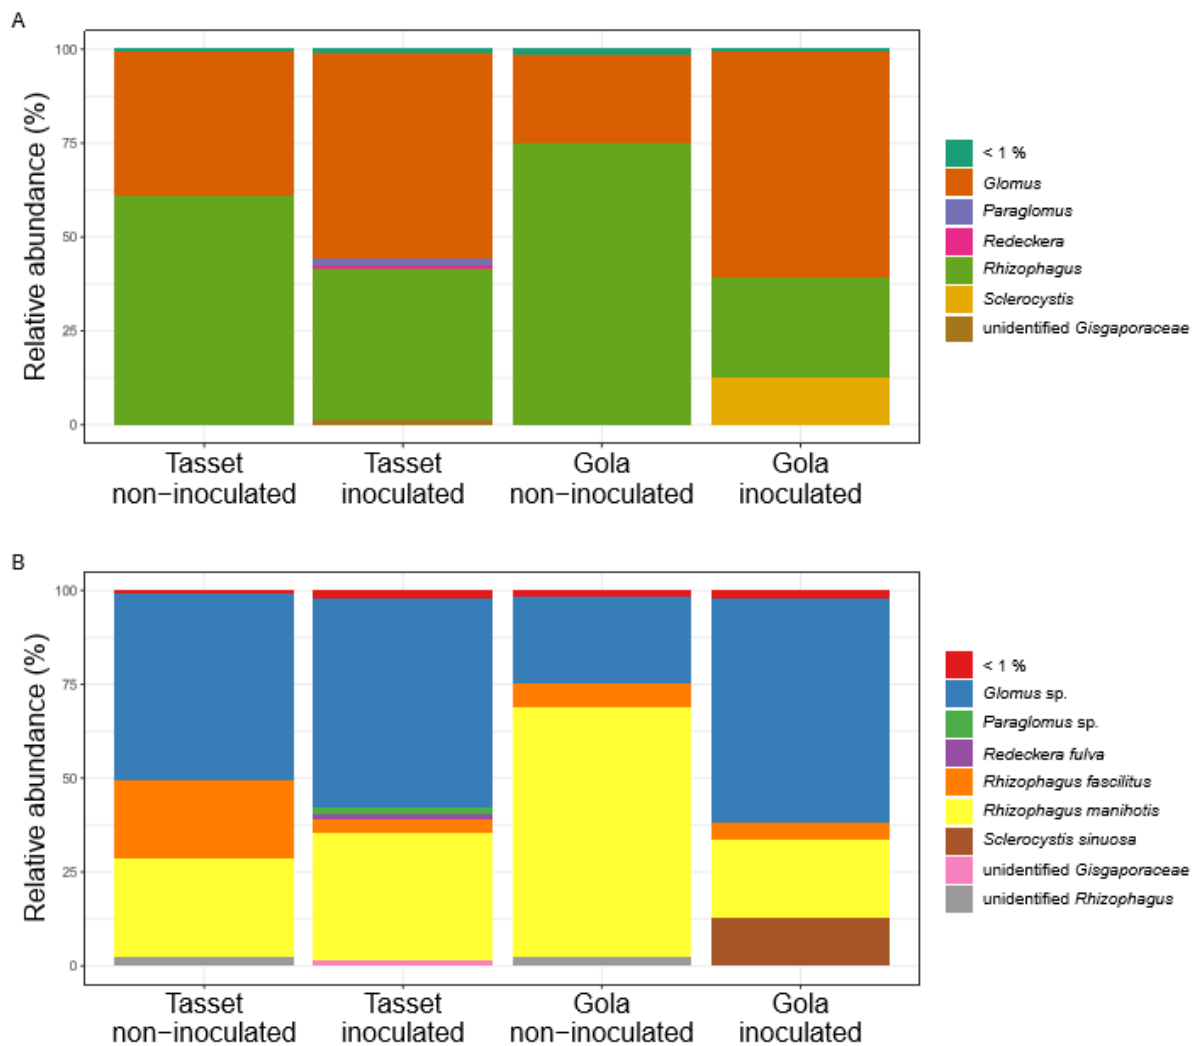 A
Relative abundance (%)
100
75
50
25
0
Tasset
non−inoculated
Tasset
inoculated
Gola
non−inoculated
Gola
inoculated
< 1 %
Glomus
Paraglomus
Redeckera
Rhizophagus
Sclerocystis
unidentified Gisgaporaceae
B
Relative abundance (%)
100
75
50
25
0
Tasset
non−inoculated
Tasset
inoculated
Gola
non−inoculated
Gola
inoculated
< 1 %
Glomus sp.
Paraglomus sp.
Redeckera fulva
Rhizophagus fascilitus
Rhizophagus manihotis
Sclerocystis sinuosa
unidentified Gisgaporaceae
unidentified Rhizophagus